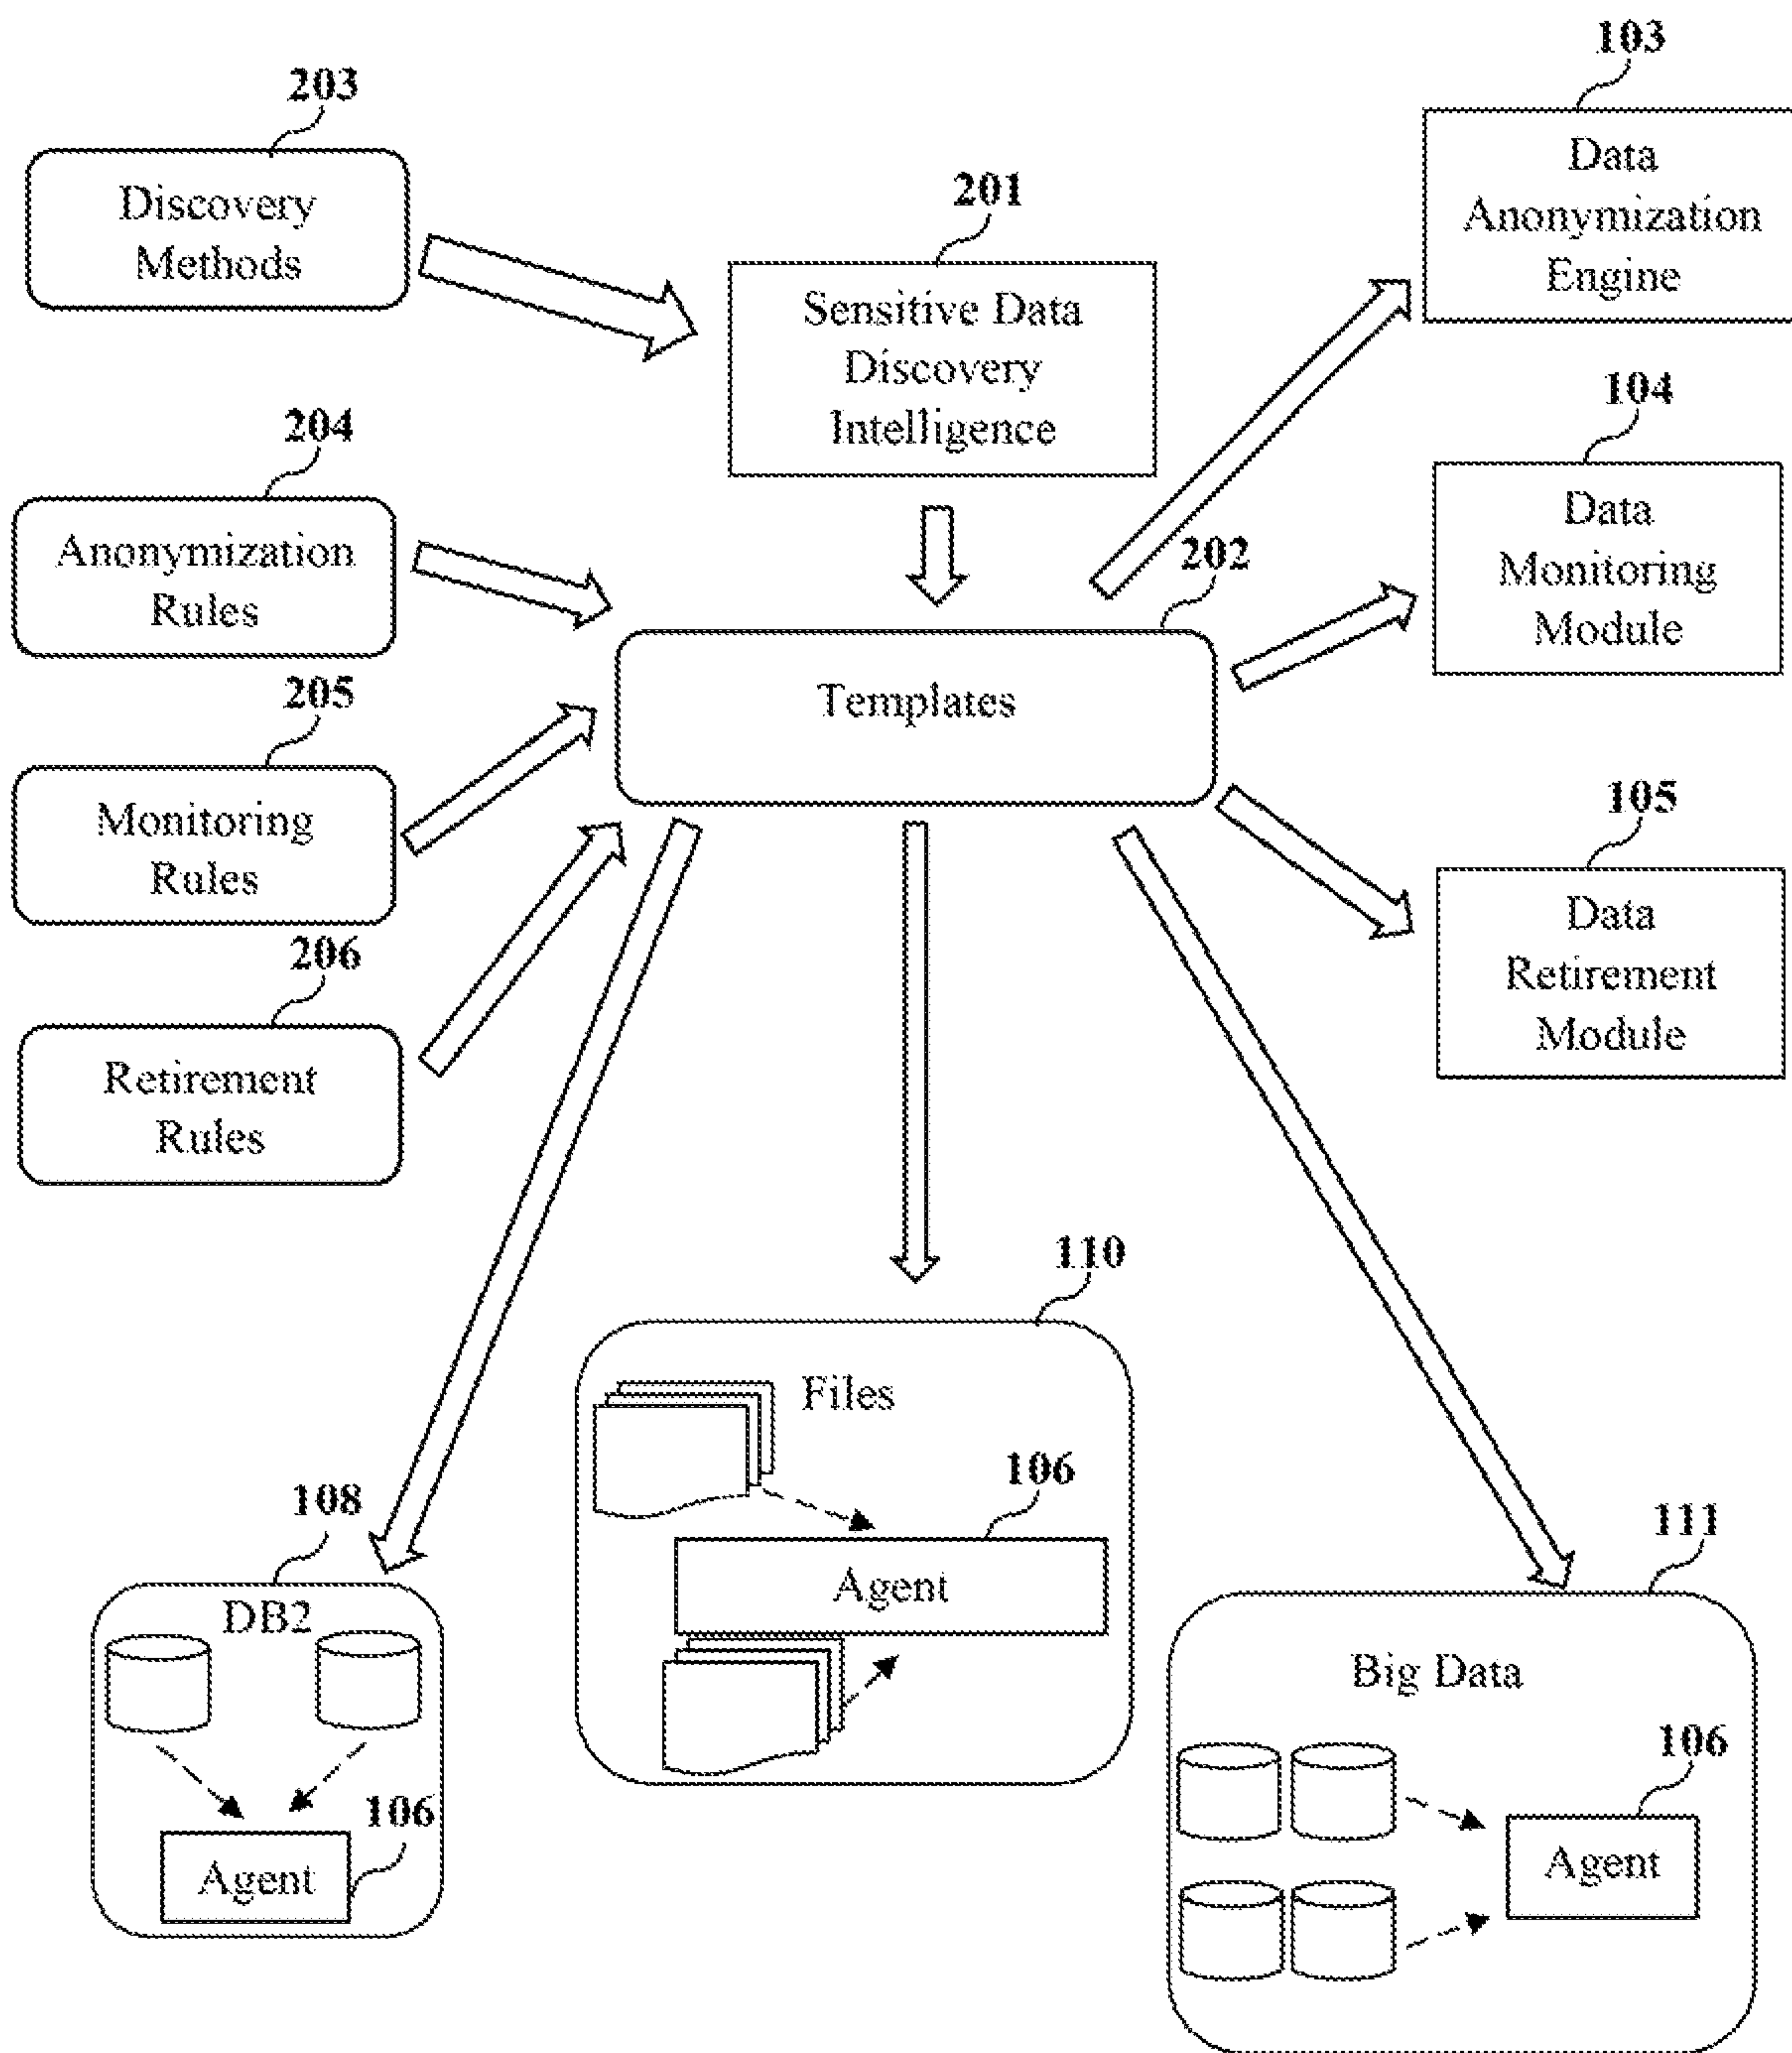 103
203
Data
Anonymization
Engine
Discovery
Methods
201
Sensitive Data
Discovery
Intelligence
104
204
Data
Monitoring
Module
Anonymization
Rules
202
Templates
205
105
Monitoring
Rules
Data
Retirement
Module
206
Retirement
Rules
110
Files
106
Agent
108
DB2
106
Agent
111
Big Data
106
Agent